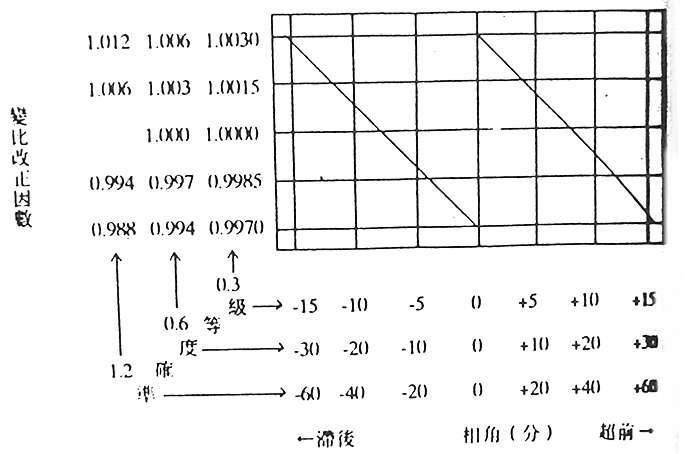 1.012 1.006 1.0030
1.006 1.003 1.0015
1.000 1.0000
0.994 0.997 0.9985
0.988 0.994 0.9970
變比改正因數
0.3
級 -15 -10 -5 0 +5 +10 +15
0.6 等
度 -30 -20 -10 0 +10 +20 +30
1.2 確
準 -60 -40 -20 0 +20 +40 +60
←滯後 相角(分) 超前→